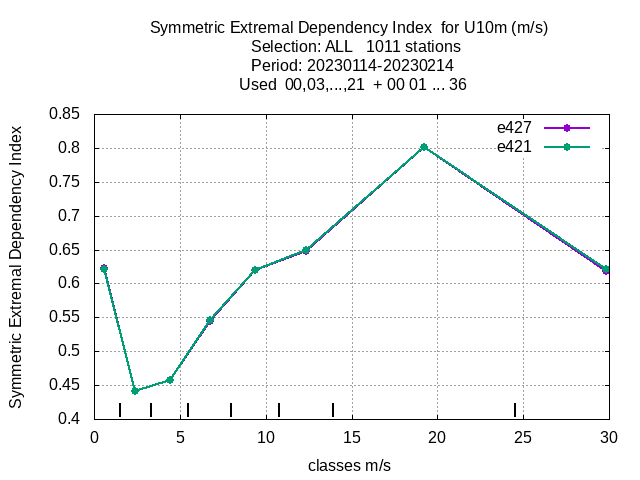 Symmetric Extremal Dependency Index  for U10m (m/s)
Selection: ALL   1011 stations
Period: 20230114-20230214
Used  00,03,...,21  + 00 01 ... 36
Symmetric Extremal Dependency Index
0.85
0.8
0.75
0.7
0.65
0.6
0.55
0.5
0.45
0.4
e427
e421
0 5 10 15 20 25 30
classes m/s